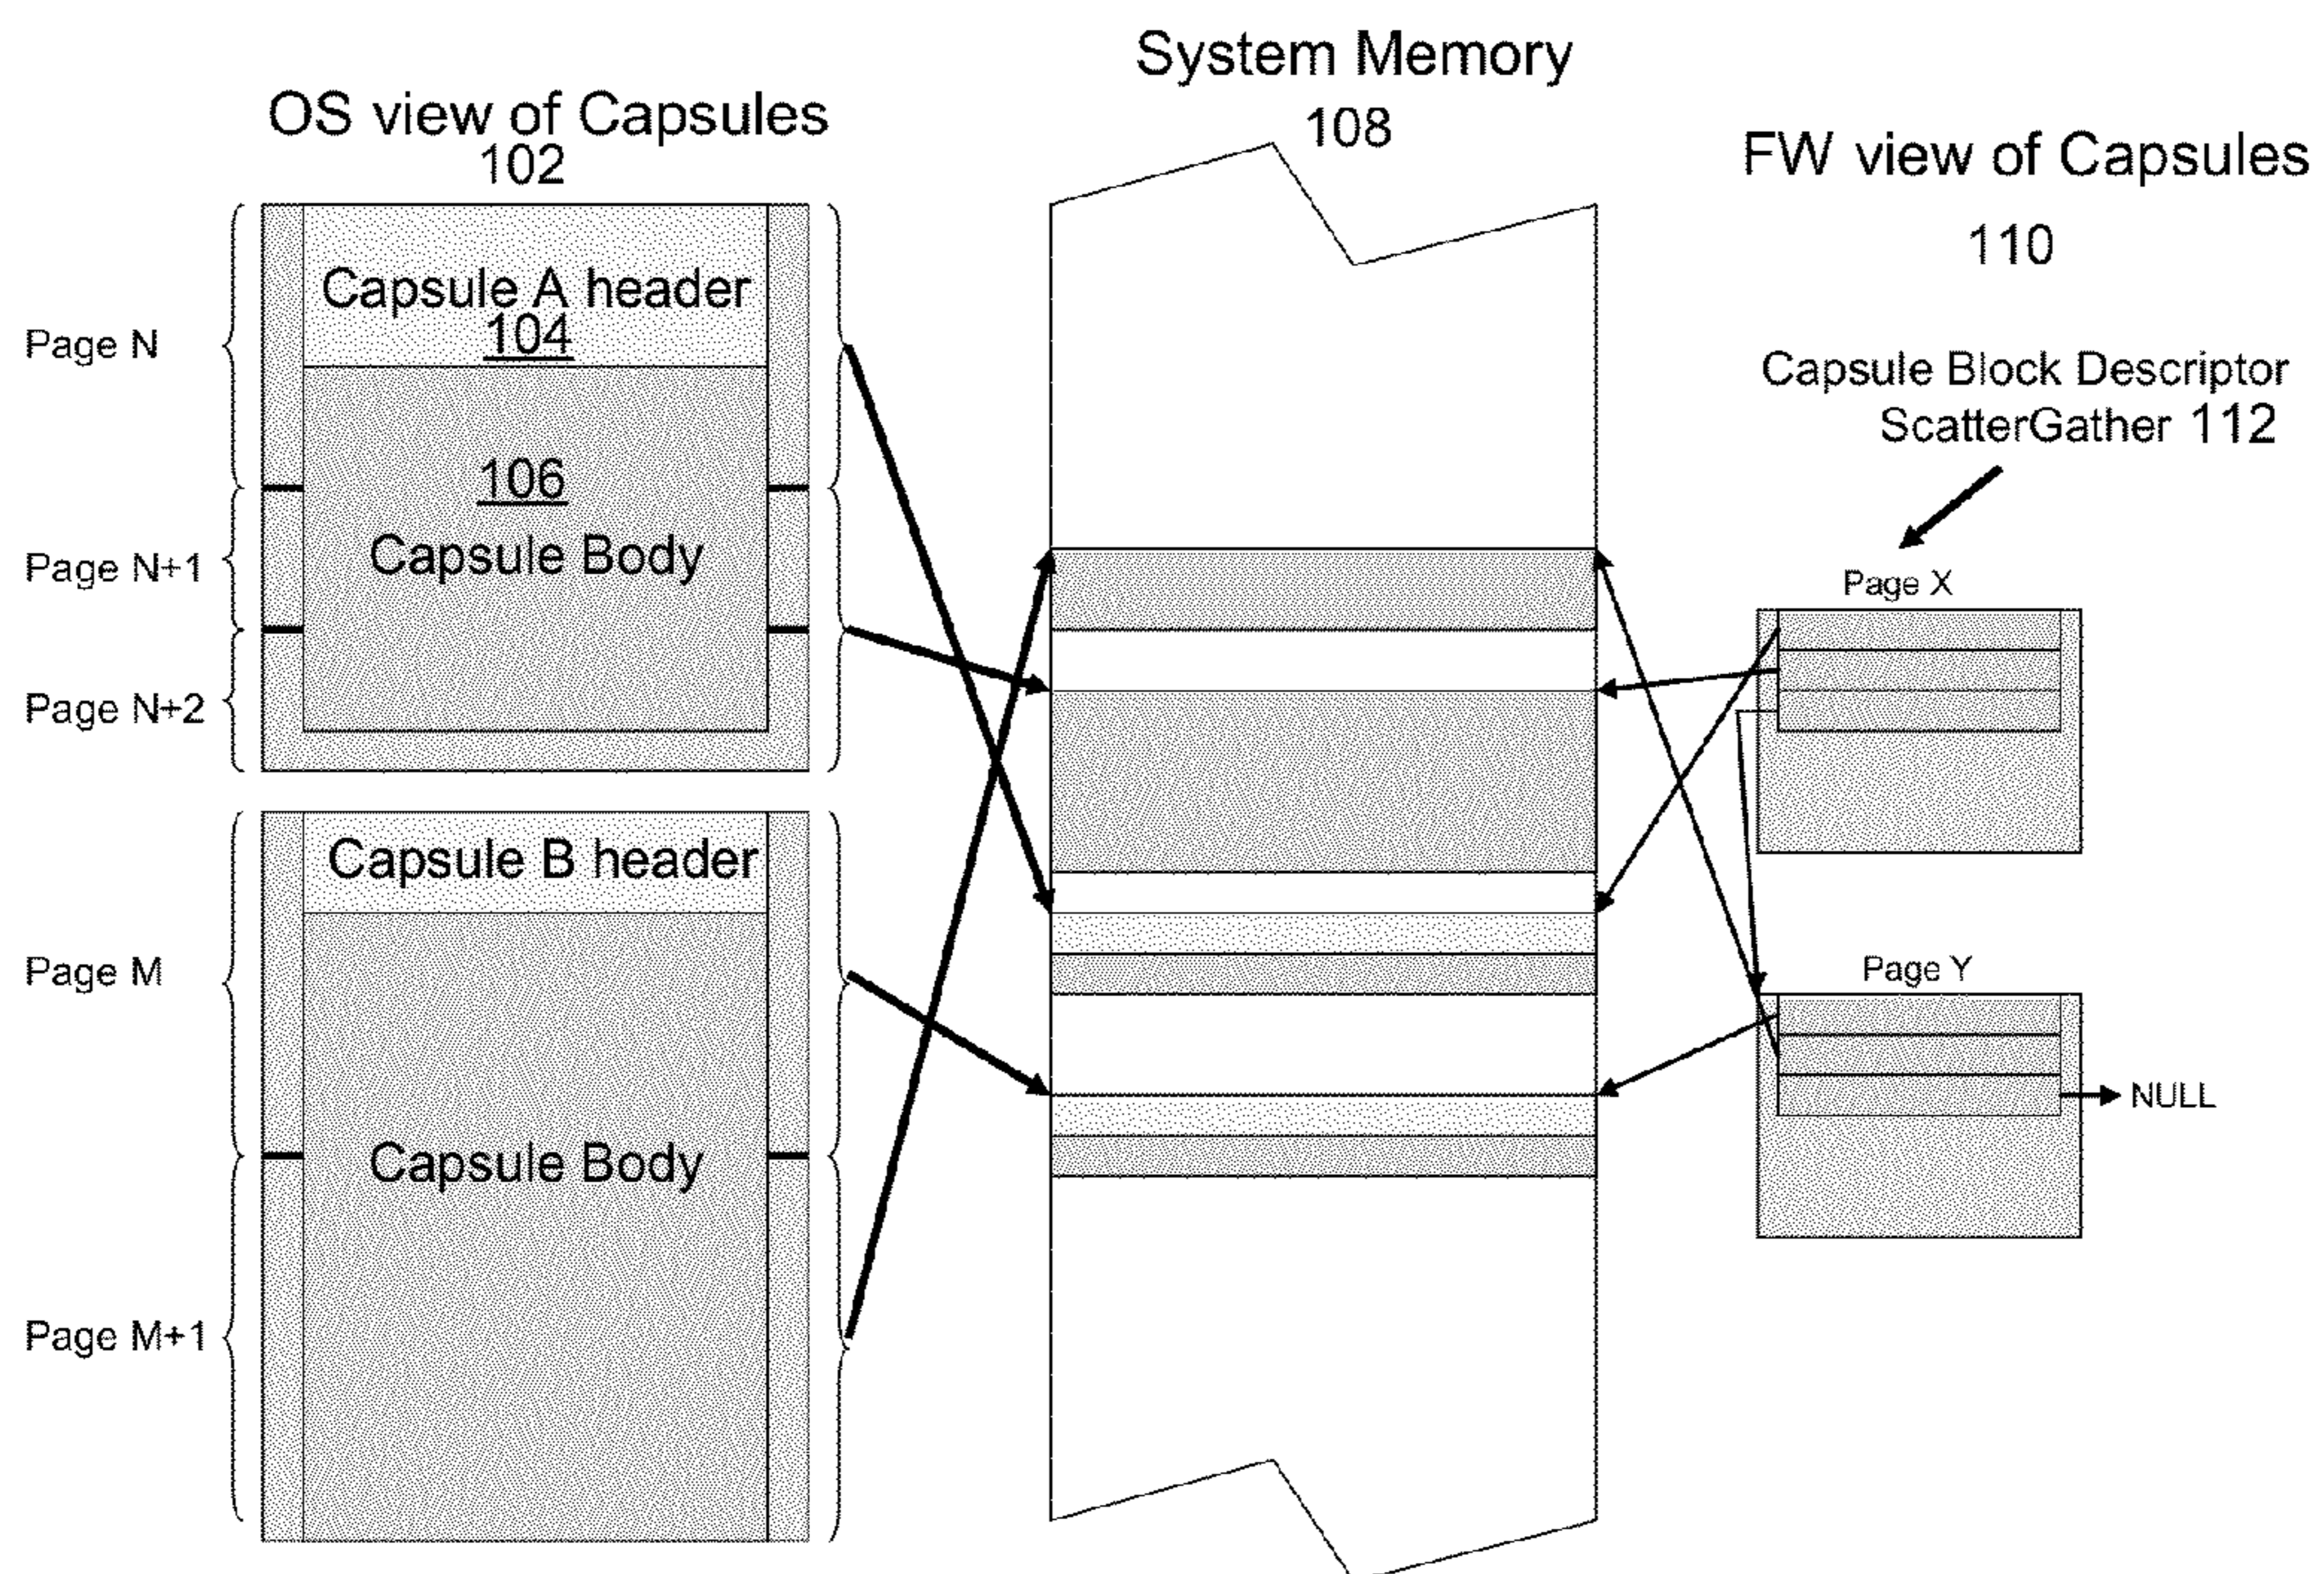 OS view of Capsules
102
Page N
Capsule A header
104
106
Capsule Body
Page N+1
Page N+2
Capsule B header
Page M
Capsule Body
Page M+1
System Memory
108
FW view of Capsules
110
Capsule Block Descriptor
ScatterGather 112
Page X
Page Y
NULL